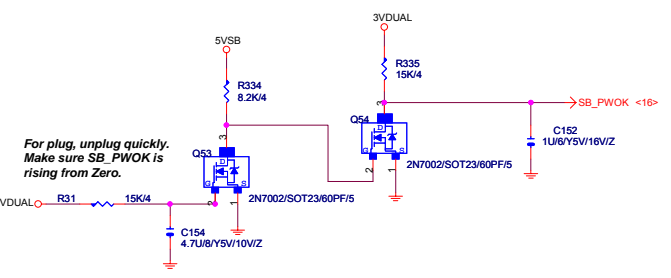 3VDUAL
5VSB
R335
15K/4
R334
8.2K/4
3
SB_PWOK <16>
Q54
D
G
S
C152
1U/6/Y5V/16V/Z
For plug, unplug quickly.
Make sure SB_PWOK is
rising from Zero.
3
Q53
D
G
S
2N7002/SOT23/60PF/5
2
1
2N7002/SOT23/60PF/5
VDUAL
R31
15K/4
2
1
C154
4.7U/8/Y5V/10V/Z